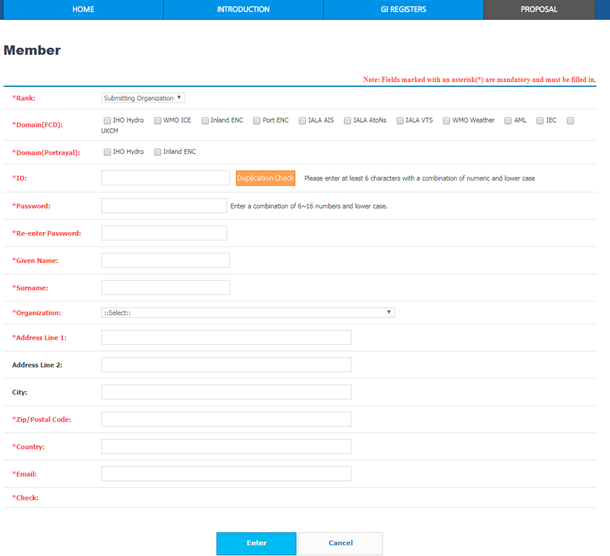 HOME INTRODUCTION GI REGISTERS PROPOSAL
Member
Note: Fields marked with an asterisk(*) are mandatory and must be filled in.
*Rank: Submitting Organization
*Domain(FCD): IHO Hydro WMO ICE Inland ENC Port ENC IALA AIS IALA AtoNs IALA VTS WMO Weather AML IEC
UKCM
*Domain(Portrayal): IHO Hydro Inland ENC
*ID: Duplication Check Please enter at least 6 characters with a combination of numeric and lower case
*Password: Enter a combination of 6~16 numbers and lower case.
*Re-enter Password:
*Given Name:
*Surname:
*Organization: ::Select::
*Address Line 1:
Address Line 2:
City:
*Zip/Postal Code:
*Country:
*Email:
*Check:
Enter Cancel